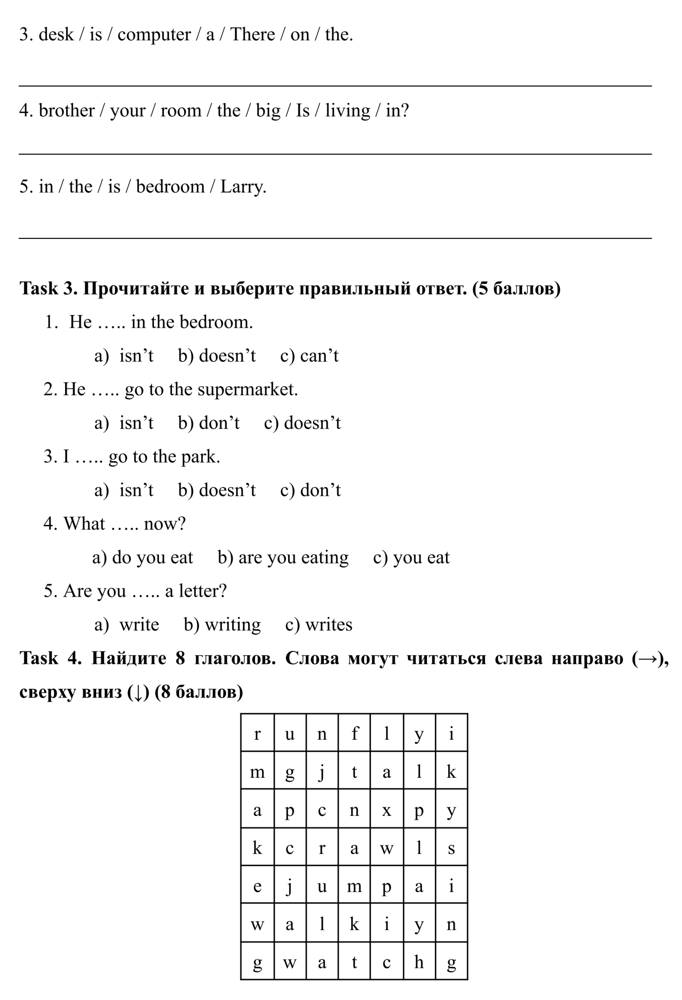 3. desk / is / computer / a / There / on / the.
4. brother / your / room / the / big / Is / living / in?
5. in / the / is / bedroom / Larry.
Task 3. Прочитайте и выберите правильный ответ. (5 баллов)
1. He ….. in the bedroom.
a) isn’t b) doesn’t c) can’t
2. He ….. go to the supermarket.
a) isn’t b) don’t c) doesn’t
3. I ….. go to the park.
a) isn’t b) doesn’t c) don’t
4. What ….. now?
a) do you eat b) are you eating c) you eat
5. Are you ….. a letter?
a) write b) writing c) writes
Task 4. Найдите 8 глаголов. Слова могут читаться слева направо (→),
сверху вниз (↓) (8 баллов)
r u n f l y i
m g j t a l k
a p c n x p y
k c r a w l s
e j u m p a i
w a l k i y n
g w a t c h g